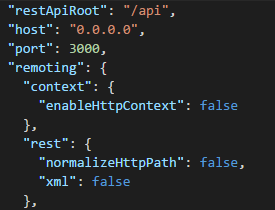 "restApiRoot": "/api",
"host": "0.0.0.0",
"port": 3000,
"remoting": {
"context": {
"enableHttpContext": false
},
"rest": {
"normalizeHttpPath": false,
"xml": false
},